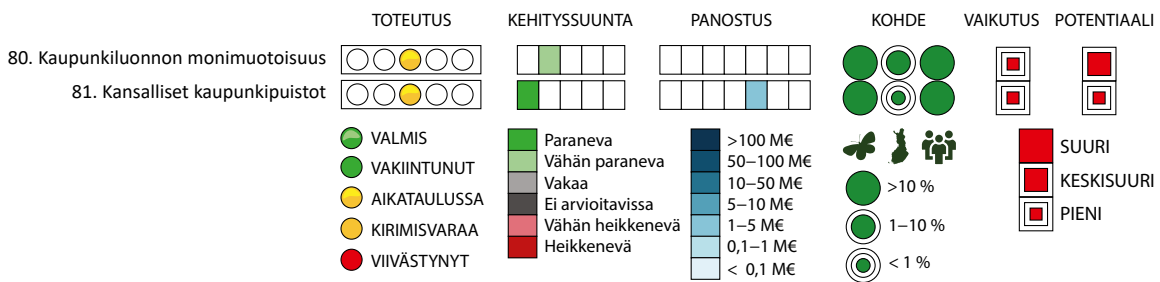 TOTEUTUS KEHITYSSUUNTA PANOSTUS KOHDE VAIKUTUS POTENTIAALI
80. Kaupunkiluonnon monimuotoisuus
81. Kansalliset kaupunkipuistot
VALMIS
VAKIINTUNUT
AIKATAULUSSA
KIRIMISVARAA
VIIVÄSTYNYT
Paraneva
Vähän paraneva
Vakaa
Ei arvioitavissa
Vähän heikkenevä
Heikkenevä
>100 M€
50–100 M€
10–50 M€
5–10 M€
1–5 M€
0,1–1 M€
< 0,1 M€
>10 %
1–10 %
< 1 %
SUURI
KESKISUURI
PIENI